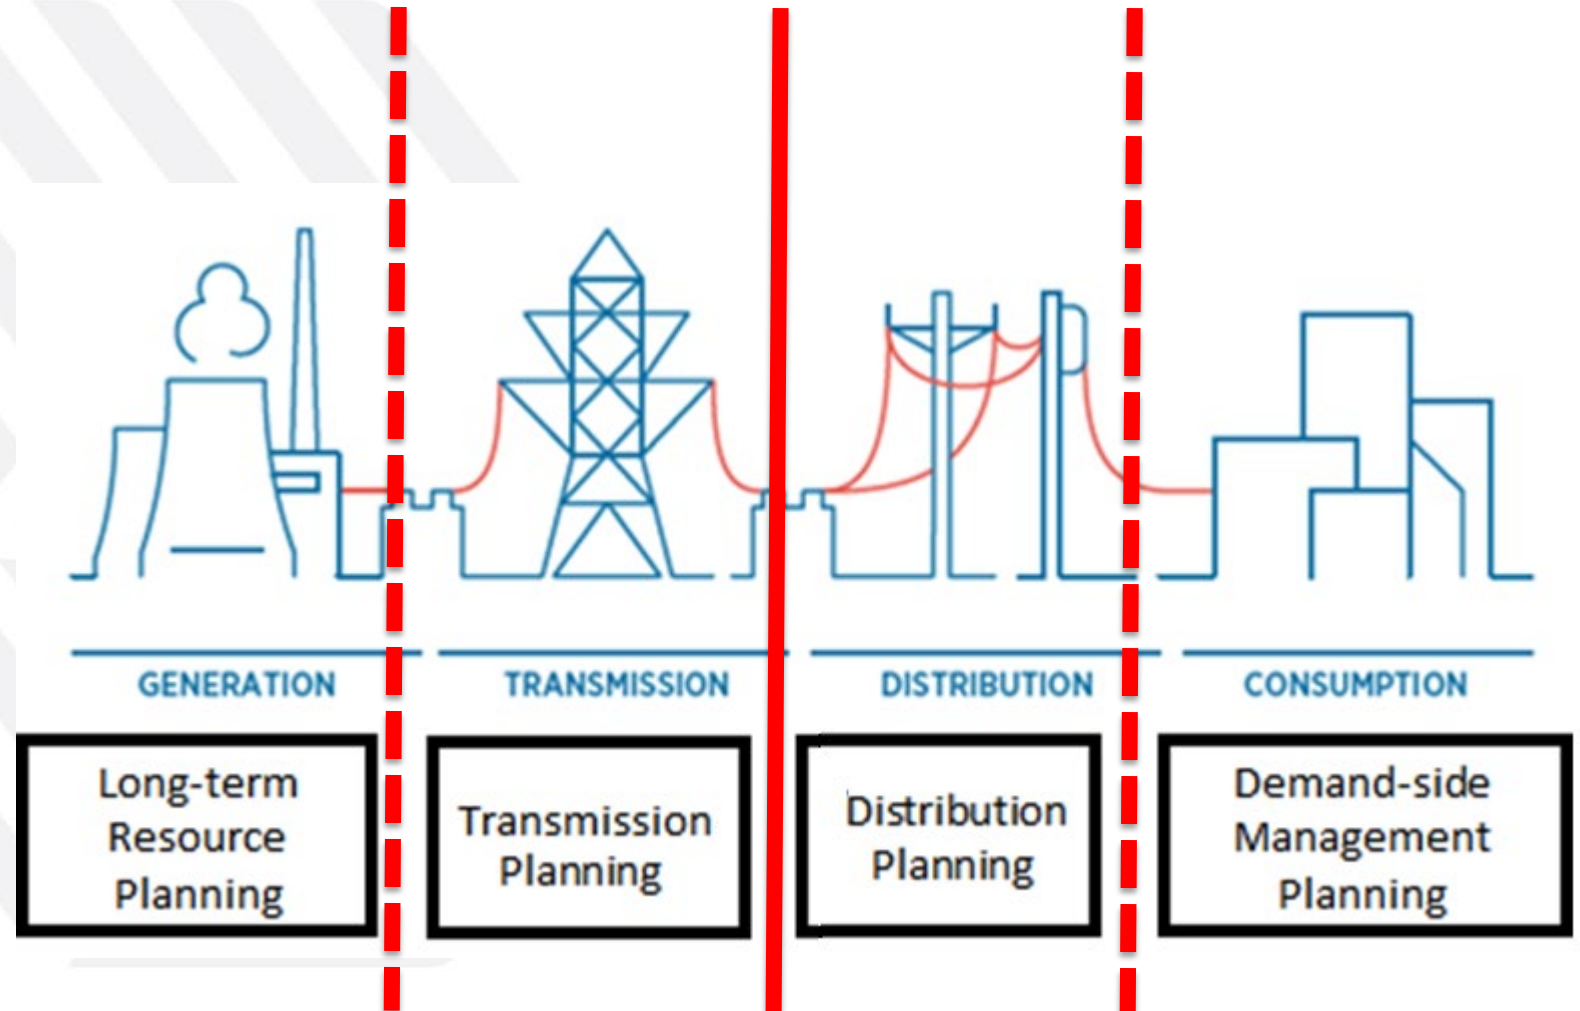 GENERATION
TRANSMISSION
DISTRIBUTION
CONSUMPTION
Long-term
Resource
Planning
Transmission
Planning
Distribution
Planning
Demand-side
Management
Planning